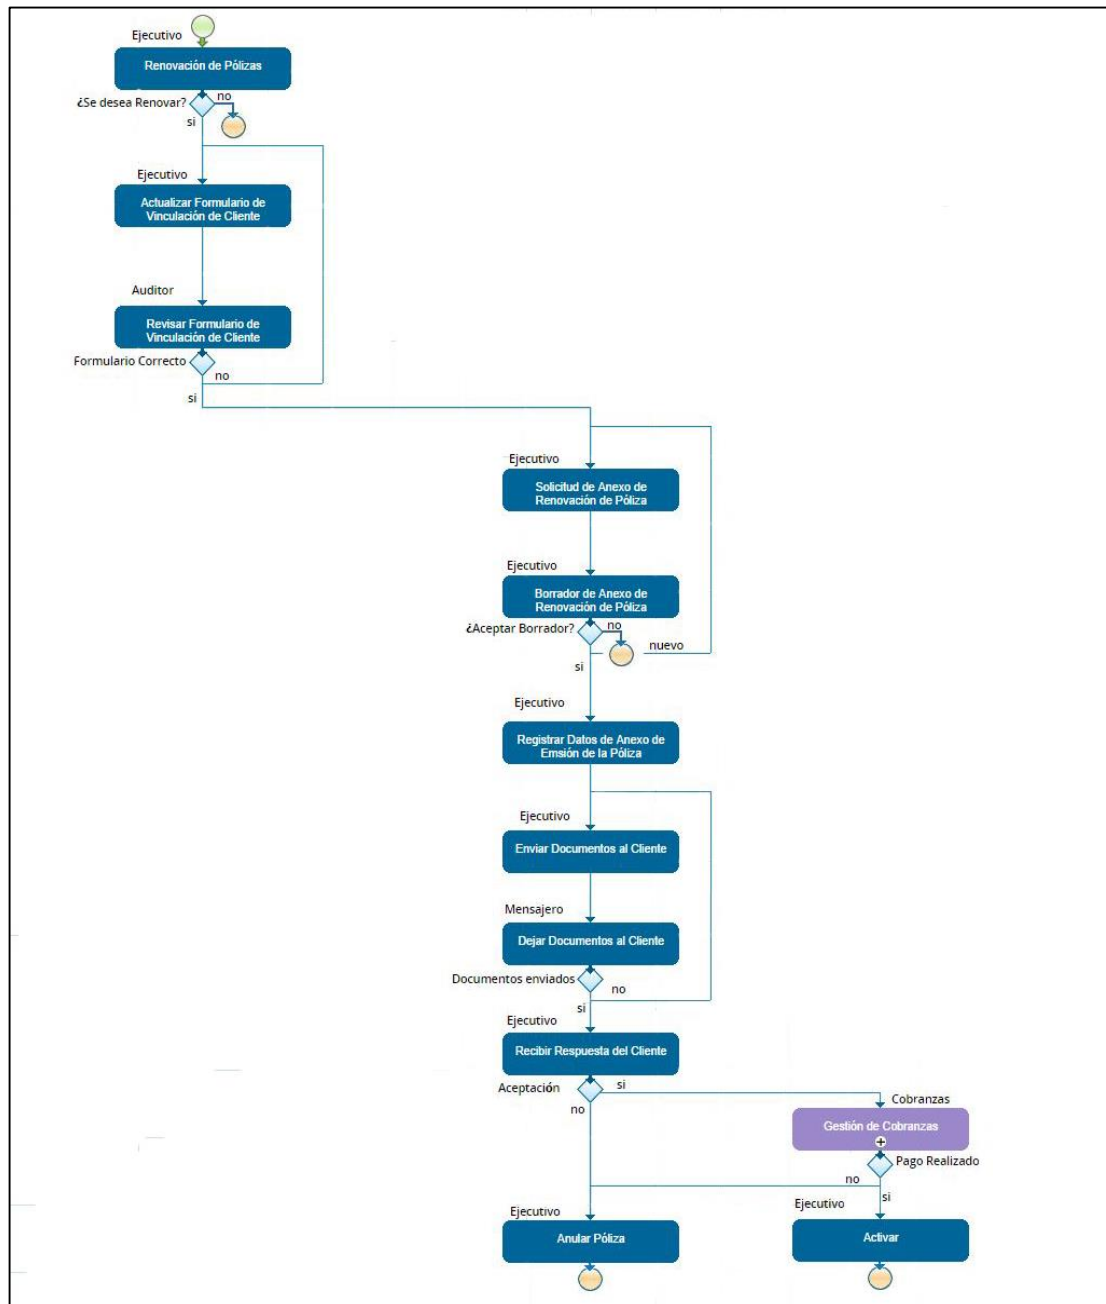 Ejecutivo
Renovación de Pólizas
¿Se desea Renovar?
no
si
Ejecutivo
Actualizar Formulario de
Vinculación de Cliente
Auditor
Revisar Formulario de
Vinculación de Cliente
Formulario Correcto
no
si
Ejecutivo
Solicitud de Anexo de
Renovación de Póliza
Ejecutivo
Borrador de Anexo de
Renovación de Póliza
¿Aceptar Borrador?
no
nuevo
si
Ejecutivo
Registrar Datos de Anexo de
Emsión de la Póliza
Ejecutivo
Enviar Documentos al Cliente
Mensajero
Dejar Documentos al Cliente
Documentos enviados
no
si
Ejecutivo
Recibir Respuesta del Cliente
Aceptación
si
no
Cobranzas
Gestión de Cobranzas
Pago Realizado
no
si
Ejecutivo
Anular Póliza
Ejecutivo
Activar